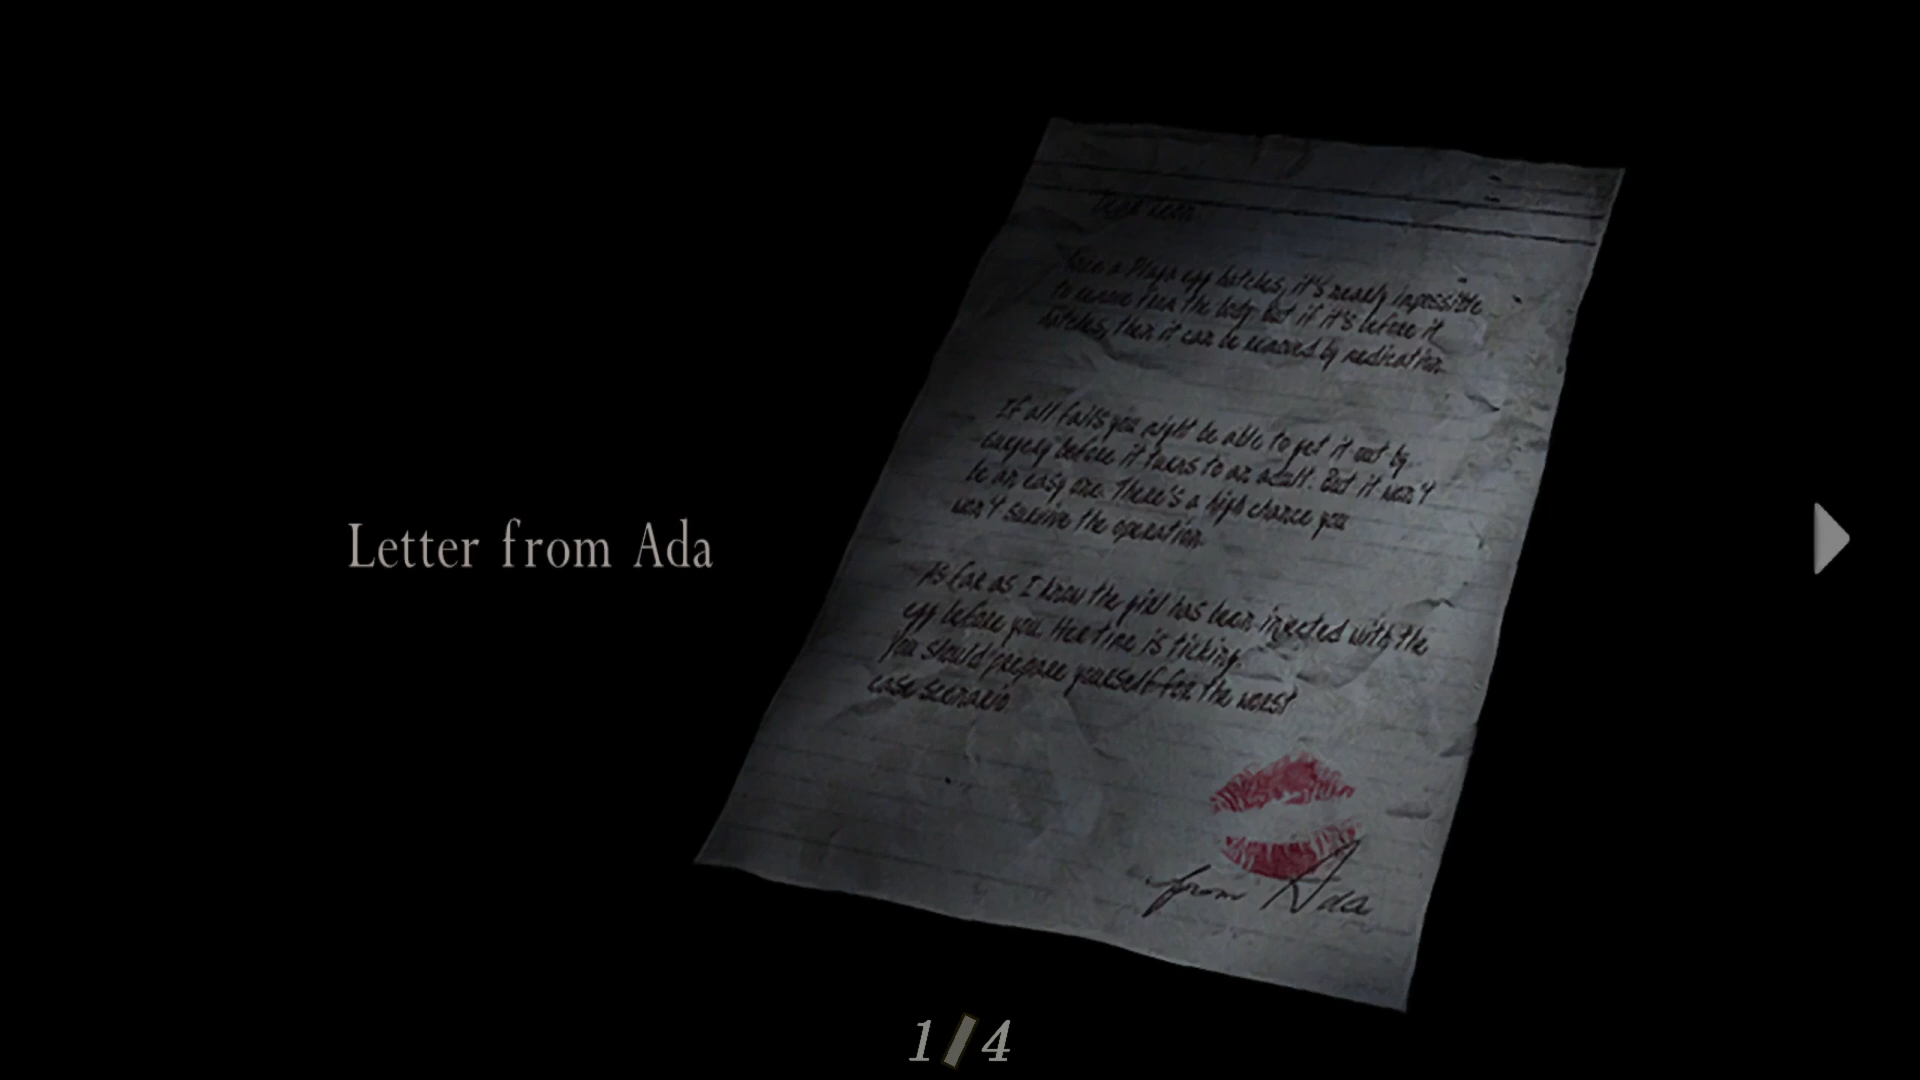 Letter from Ada
Dear Leon.
Once a Plaga egg hatches, it's nearly impossible
to remove from the body. But if it's before it
hatches, then it can be removed by medication.
If all fails you might be able to get it out by
surgery before it turns to an adult. But it won't
be an easy one. There's a high chance you
won't survive the operation.
As far as I know the girl has been injected with the
egg before you. Her time is ticking.
You should prepare yourself for the worst
case scenario
from Ada
1/4